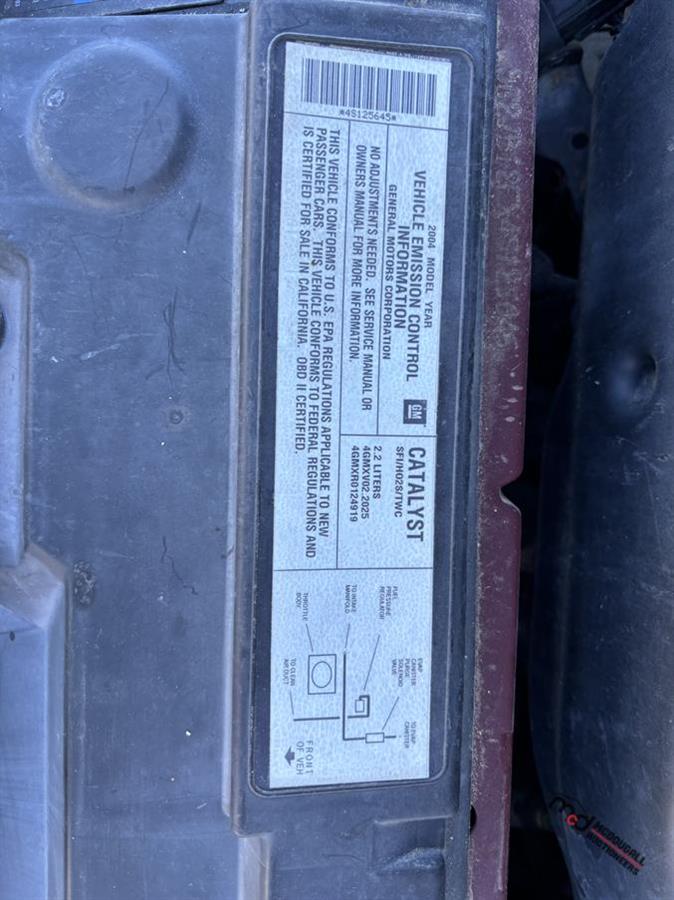 *4S125645*
2004 MODEL YEAR
VEHICLE EMISSION CONTROL
INFORMATION
GENERAL MOTORS CORPORATION
GM
NO ADJUSTMENTS NEEDED. SEE SERVICE MANUAL OR
OWNERS MANUAL FOR MORE INFORMATION.
THIS VEHICLE CONFORMS TO U.S. EPA REGULATIONS APPLICABLE TO NEW
PASSENGER CARS. THIS VEHICLE CONFORMS TO FEDERAL REGULATIONS AND
IS CERTIFIED FOR SALE IN CALIFORNIA. OBD II CERTIFIED.
CATALYST
SFI/HO2S/TWC
2.2 LITERS
4GMXV02.2025
4GMXR0124919
FUEL
PRESSURE
REGULATOR
TO INTAKE
MANIFOLD
THROTTLE
BODY
EVAP
CANISTER
PURGE
SOLENOID
VALVE
TO EVAP
CANISTER
TO CLEAN
AIR DUCT
FRONT
OF VEH
mcd
MCDOUGALL
AUCTIONEERS